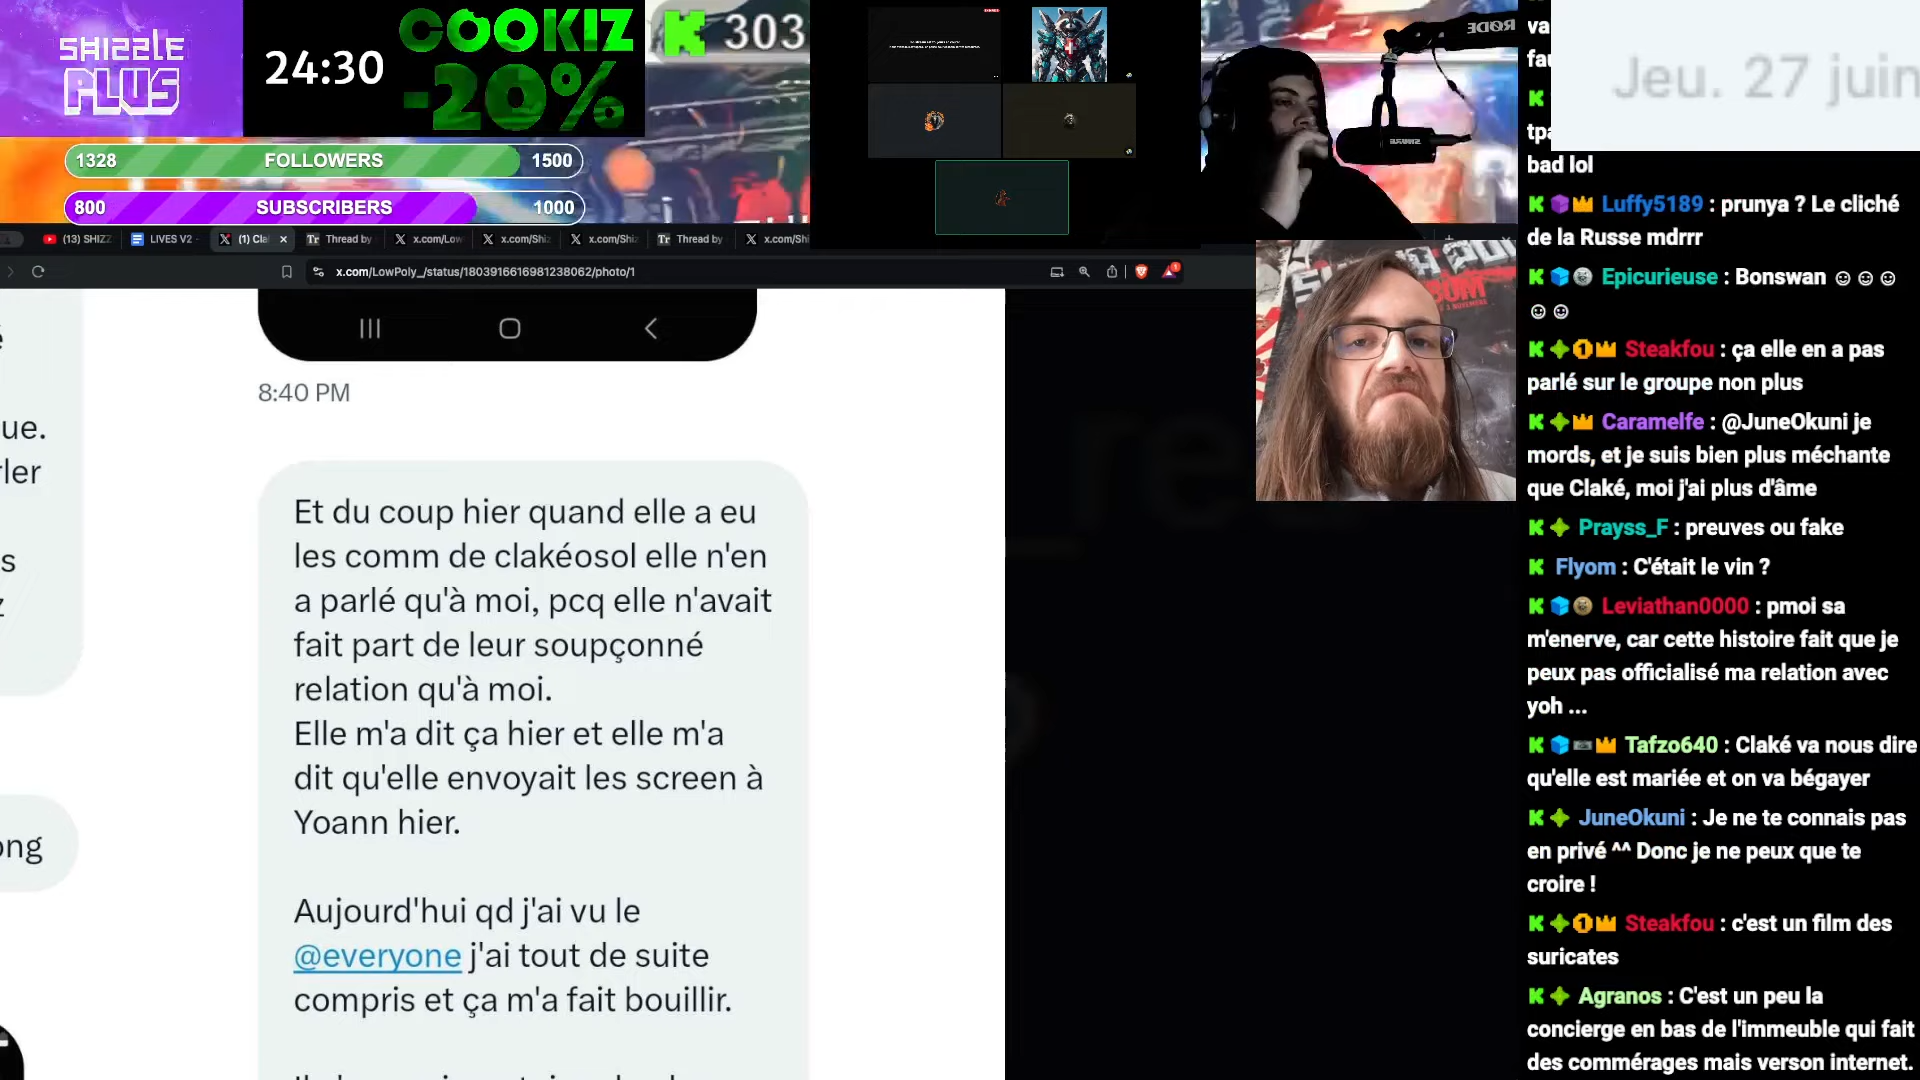 SHIZZLE
PLUS
24:30
COOKIZ
-20%
303
1328 FOLLOWERS 1500
800 SUBSCRIBERS 1000
(13) SHIZZ
LIVES V2 -
(1) Cla
Thread by
x.com/Low
x.com/Shiz
x.com/Shiz
Thread by
x.com/Shi
x.com/LowPoly_/status/1803916616981238062/photo/1
RØDE
Jeu. 27 juin
ue.
ler
s
ong
8:40 PM
Et du coup hier quand elle a eu
les comm de clakéosol elle n'en
a parlé qu'à moi, pcq elle n'avait
fait part de leur soupçonné
relation qu'à moi.
Elle m'a dit ça hier et elle m'a
dit qu'elle envoyait les screen à
Yoann hier.
Aujourd'hui qd j'ai vu le
@everyone j'ai tout de suite
compris et ça m'a fait bouillir.
va
fau
tpa
bad lol
Luffy5189 : prunya ? Le cliché
de la Russe mdrrr
Epicurieuse : Bonswan ☺ ☺ ☺
☺ ☺
Steakfou : ça elle en a pas
parlé sur le groupe non plus
Caramelfe : @JuneOkuni je
mords, et je suis bien plus méchante
que Claké, moi j'ai plus d'âme
Prayss_F : preuves ou fake
Flyom : C'était le vin ?
Leviathan0000 : pmoi sa
m'enerve, car cette histoire fait que je
peux pas officialisé ma relation avec
yoh ...
Tafzo640 : Claké va nous dire
qu'elle est mariée et on va bégayer
JuneOkuni : Je ne te connais pas
en privé ^^ Donc je ne peux que te
croire !
Steakfou : c'est un film des
suricates
Agranos : C'est un peu la
concierge en bas de l'immeuble qui fait
des commérages mais verson internet.